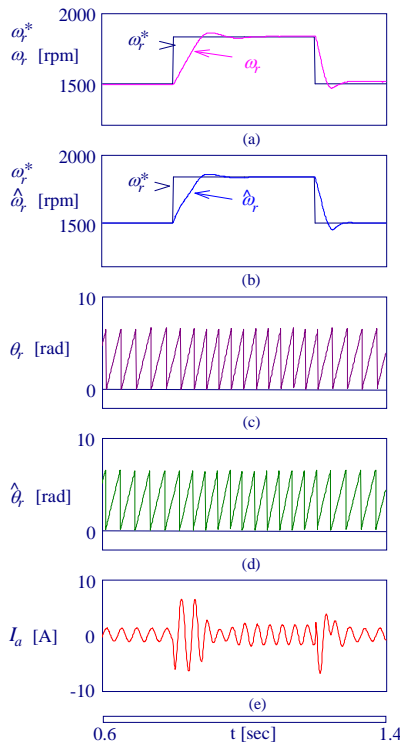 2000
ω_r^*
ω_r [rpm]
1500
ω_r^*
ω_r
(a)
2000
ω_r^*
ω̂_r [rpm]
1500
ω_r^*
ω̂_r
(b)
10
θ_r [rad]
0
(c)
10
θ̂_r [rad]
0
(d)
10
I_a [A]
0
-10
(e)
0.6 t [sec] 1.4